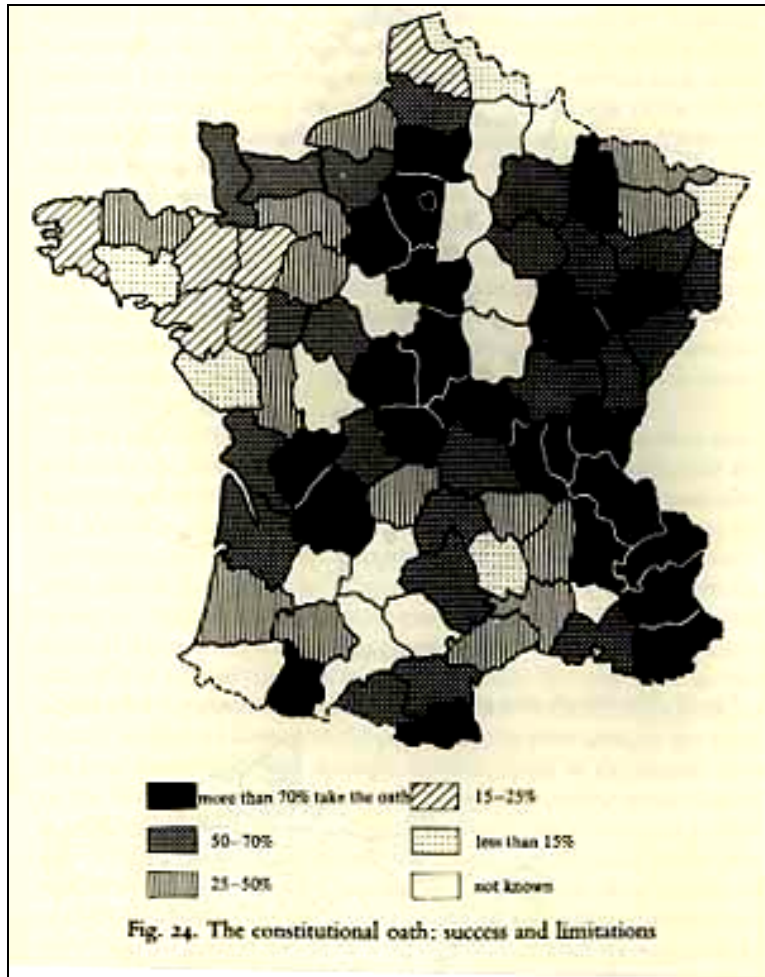 more than 70% take the oath
15–25%
50–70%
less than 15%
25–50%
not known
Fig. 24. The constitutional oath: success and limitations